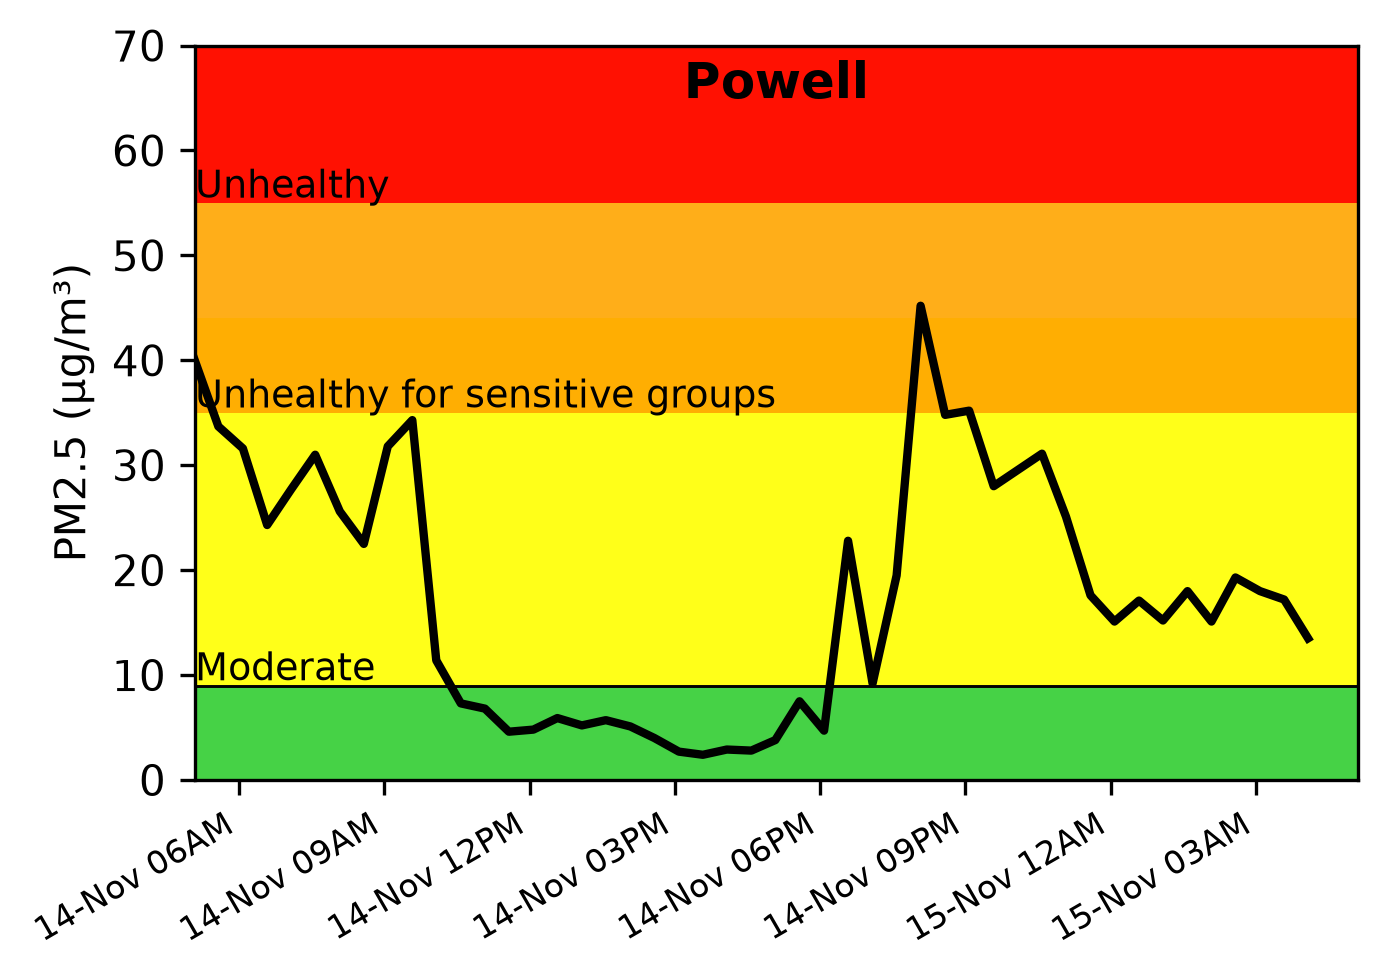 Powell
PM2.5 (µg/m³)
70
60
50
40
30
20
10
0
Unhealthy
Unhealthy for sensitive groups
Moderate
14-Nov 06AM
14-Nov 09AM
14-Nov 12PM
14-Nov 03PM
14-Nov 06PM
14-Nov 09PM
15-Nov 12AM
15-Nov 03AM